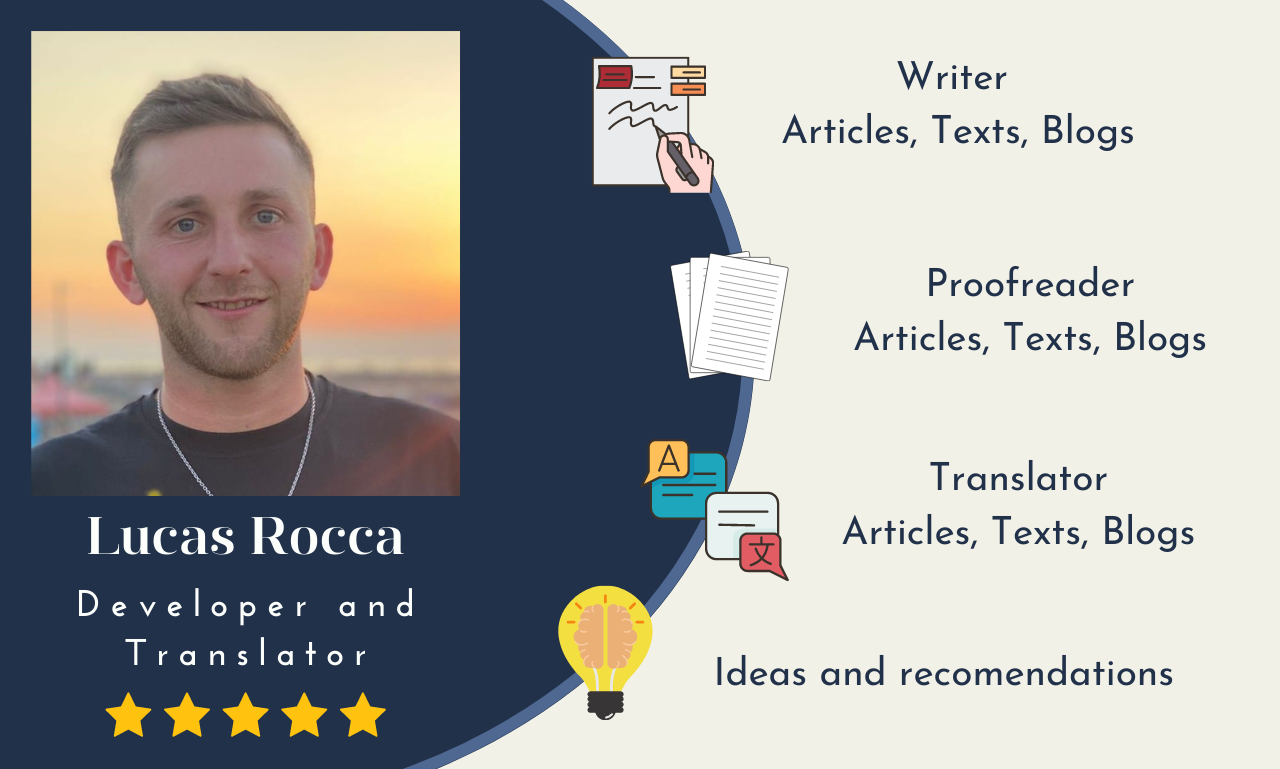 Lucas Rocca
Developer and
Translator
Writer
Articles, Texts, Blogs
Proofreader
Articles, Texts, Blogs
A
文
Translator
Articles, Texts, Blogs
Ideas and recomendations